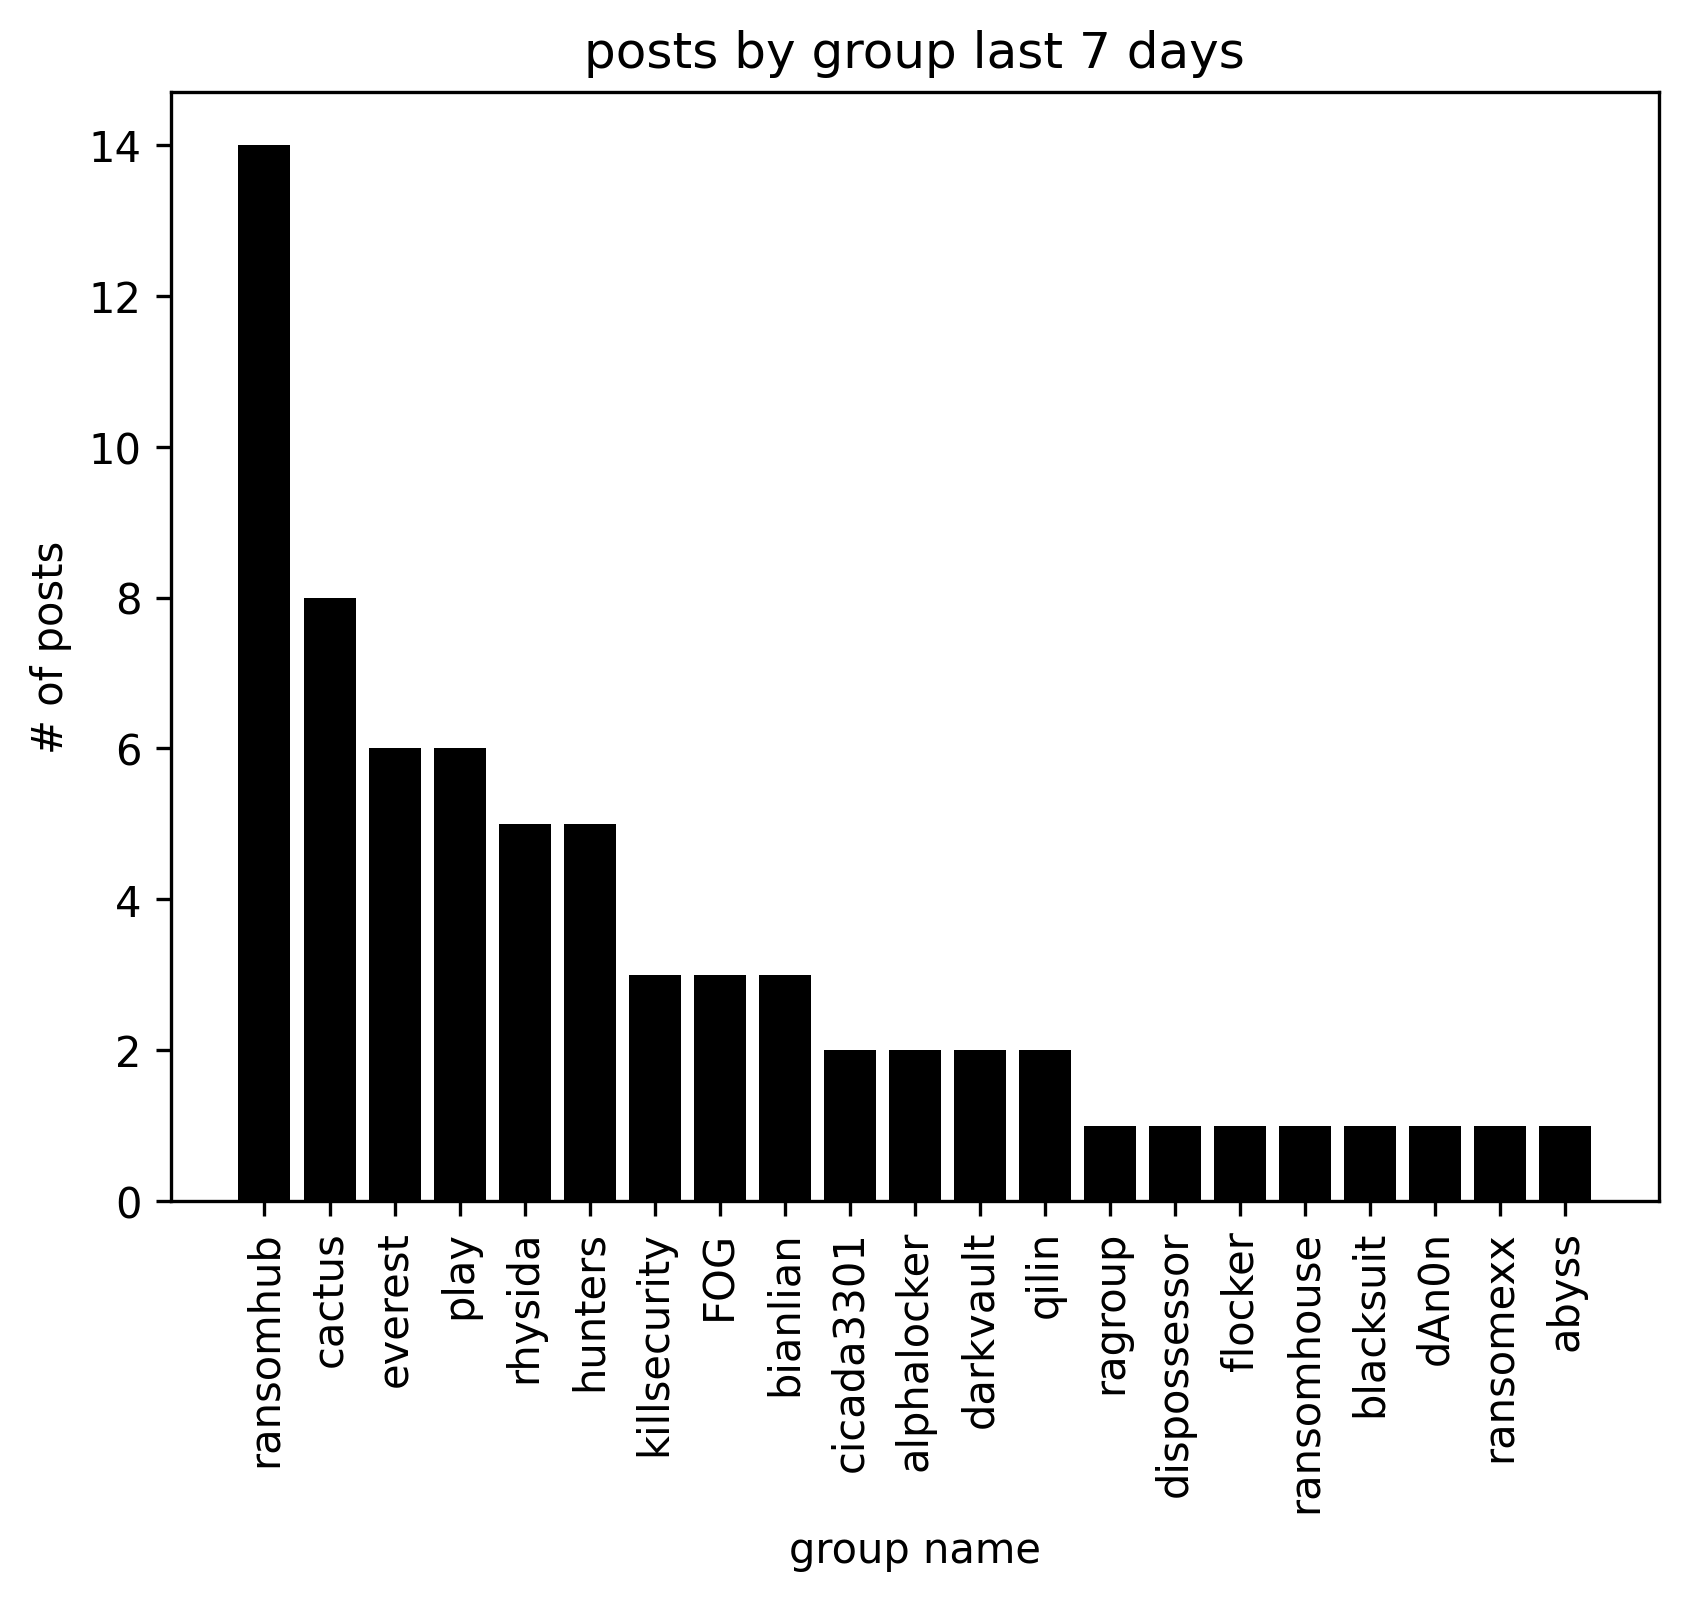 posts by group last 7 days
14
12
10
8
6
4
2
0
# of posts
ransomhub
cactus
everest
play
rhysida
hunters
killsecurity
FOG
bianlian
cicada3301
alphalocker
darkvault
qilin
ragroup
dispossessor
flocker
ransomhouse
blacksuit
dAn0n
ransomexx
abyss
group name